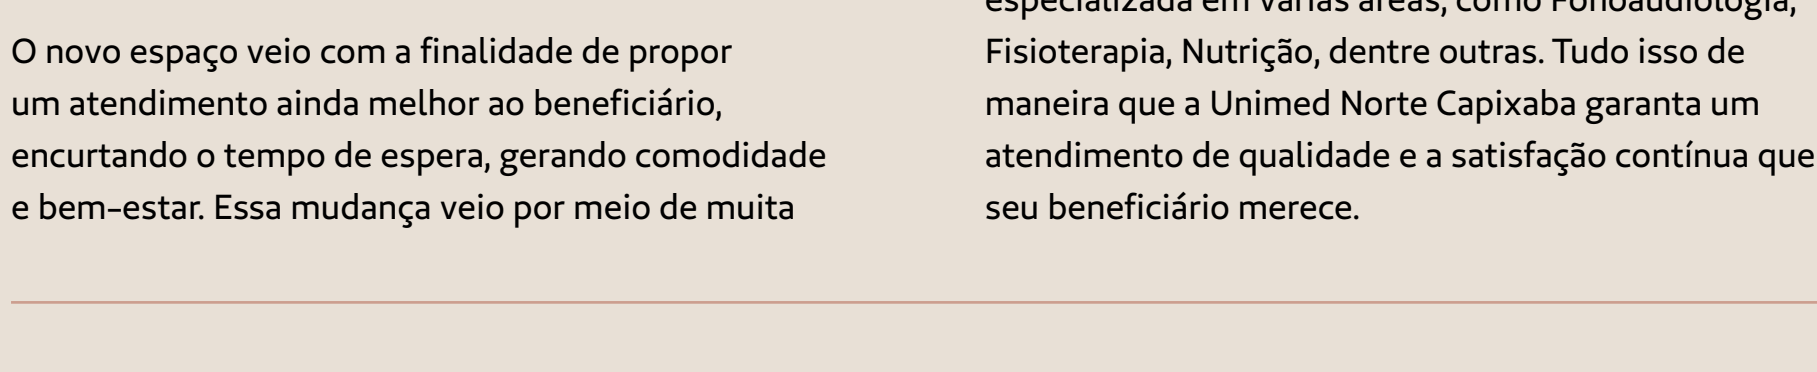 O novo espaço veio com a finalidade de propor
um atendimento ainda melhor ao beneficiário,
encurtando o tempo de espera, gerando comodidade
e bem-estar. Essa mudança veio por meio de muita
especializada em várias áreas, como Fonoaudiologia,
Fisioterapia, Nutrição, dentre outras. Tudo isso de
maneira que a Unimed Norte Capixaba garanta um
atendimento de qualidade e a satisfação contínua que
seu beneficiário merece.